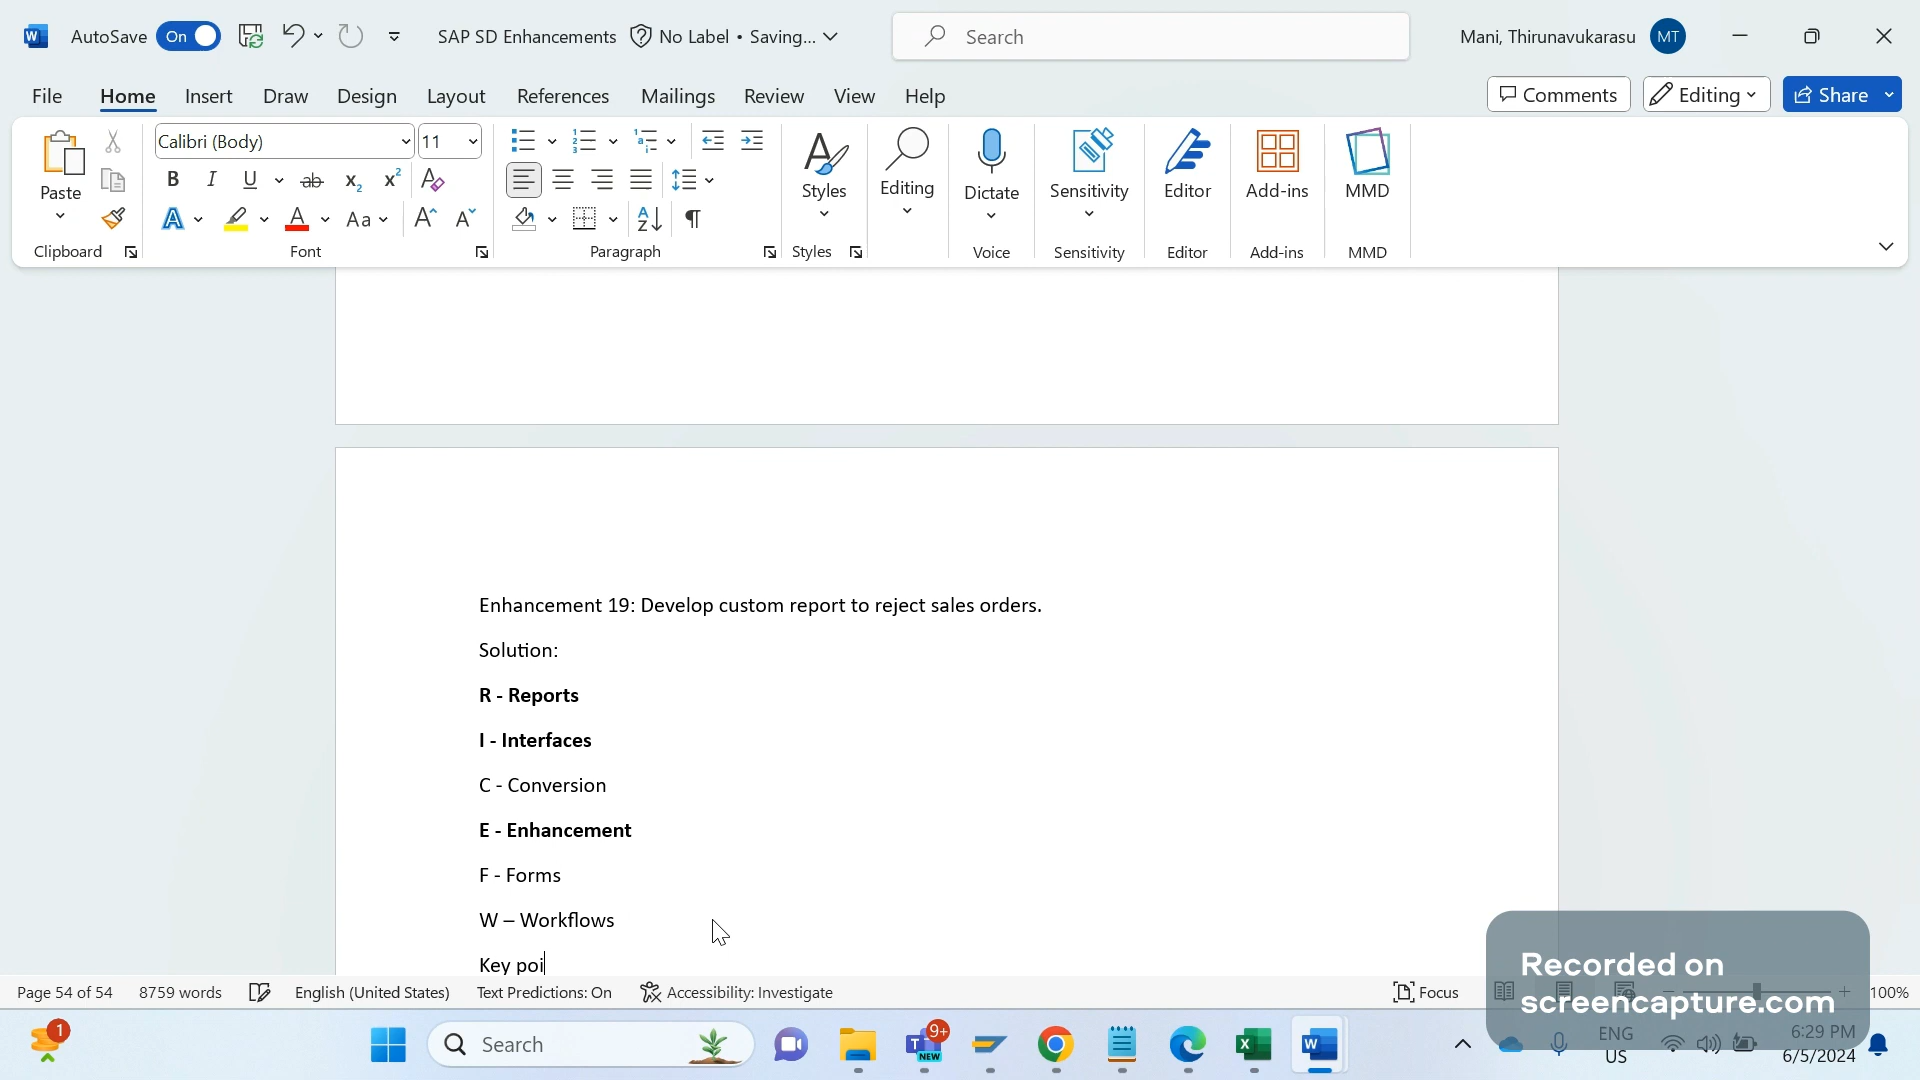 AutoSave On SAP SD Enhancements No Label • Saving... Search Mani, Thirunavukarasu MT
File Home Insert Draw Design Layout References Mailings Review View Help Comments Editing Share
Calibri (Body) 11
Paste Styles Editing Dictate Sensitivity Editor Add-ins MMD
Clipboard Font Paragraph Styles Voice Sensitivity Editor Add-ins MMD
Enhancement 19: Develop custom report to reject sales orders.
Solution:
R - Reports
I - Interfaces
C - Conversion
E - Enhancement
F - Forms
W – Workflows
Key poi
Page 54 of 54 8759 words English (United States) Text Predictions: On Accessibility: Investigate Focus 100%
Recorded on
screencapture.com
1 Search 9+ NEW ENG
US
6:29 PM
6/5/2024